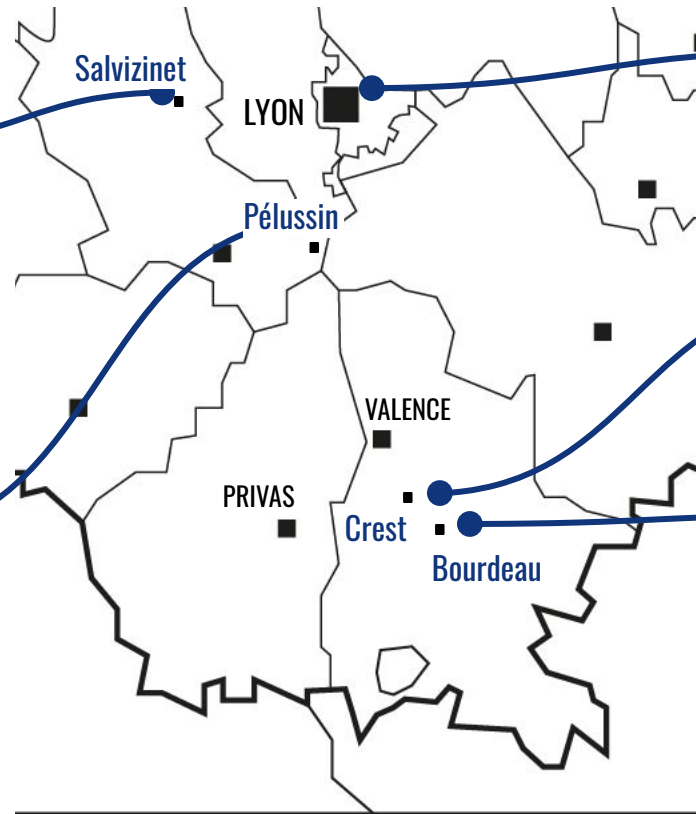 Salvizinet
LYON
Pélussin
VALENCE
PRIVAS
Crest
Bourdeau